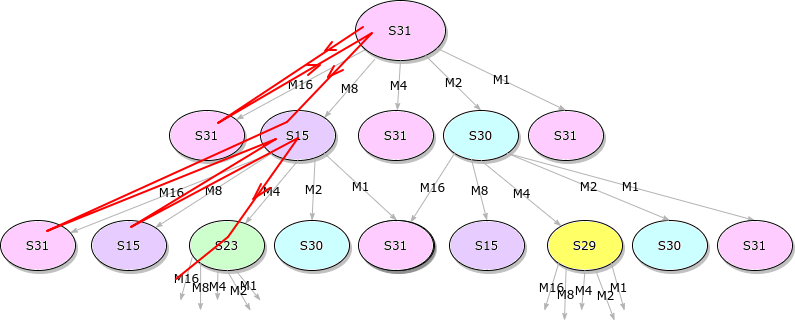 S31
M16 M8 M4 M2 M1
S31 S15 S31 S30 S31
M16 M8 M4 M2 M1 M16 M8 M4 M2 M1
S31 S15 S23 S30 S31 S15 S29 S30 S31
M16 M8 M4 M2 M1 M16 M8 M4 M2 M1